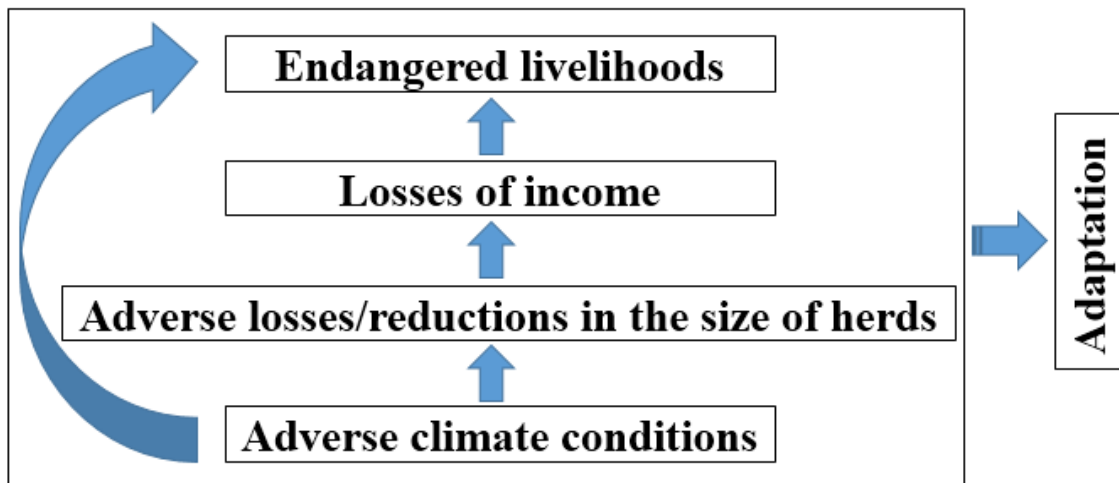 Endangered livelihoods
Losses of income
Adverse losses/reductions in the size of herds
Adverse climate conditions
Adaptation